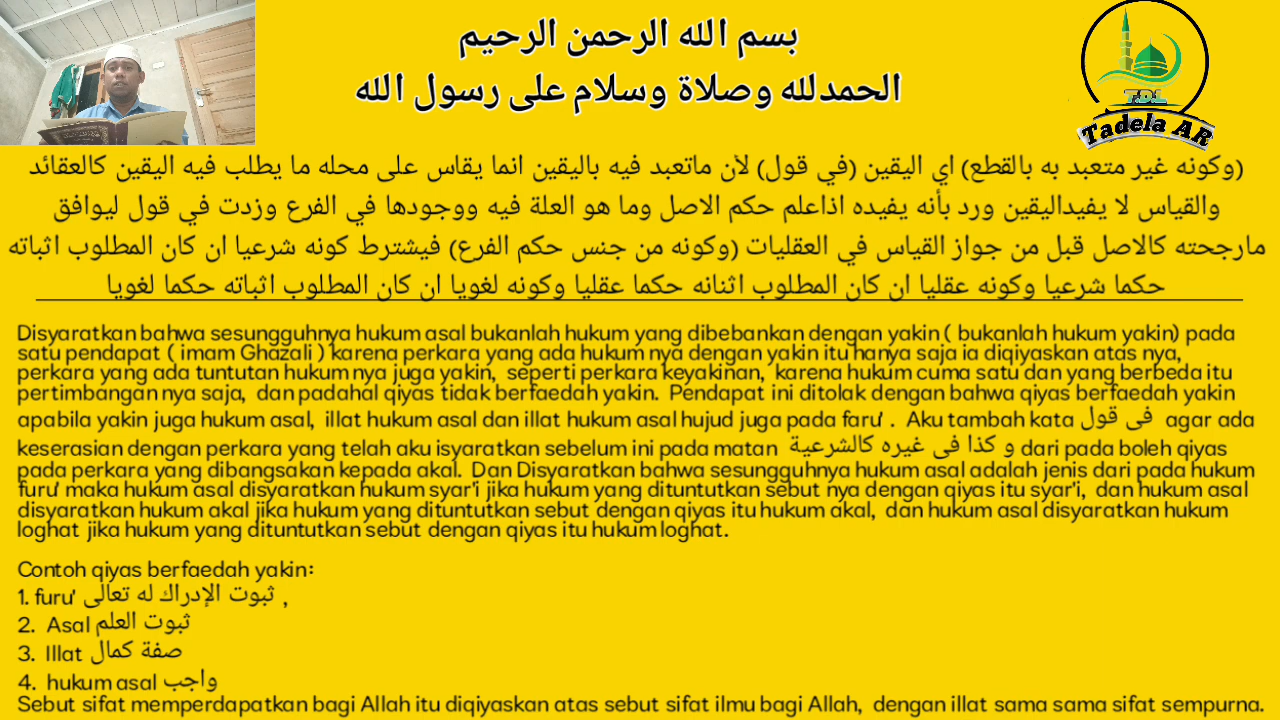 بسم الله الرحمن الرحيم
الحمدلله وصلاة وسلام على رسول الله
T.D.L
Tadela AR
(وكونه غير متعبد به بالقطع) اي اليقين (في قول) لأن ماتعبد فيه باليقين انما يقاس على محله ما يطلب فيه اليقين كالعقائد
والقياس لا يفيداليقين ورد بأنه يفيده اذاعلم حكم الاصل وما هو العلة فيه ووجودها في الفرع وزدت في قول ليوافق
مارجحته كالاصل قبل من جواز القياس في العقليات (وكونه من جنس حكم الفرع) فيشترط كونه شرعيا ان كان المطلوب اثباته
حكما شرعيا وكونه عقليا ان كان المطلوب اثنانه حكما عقليا وكونه لغويا ان كان المطلوب اثباته حكما لغويا
Disyaratkan bahwa sesungguhnya hukum asal bukanlah hukum yang dibebankan dengan yakin ( bukanlah hukum yakin) pada
satu pendapat ( imam Ghazali ) karena perkara yang ada hukum nya dengan yakin itu hanya saja ia diqiyaskan atas nya,
perkara yang ada tuntutan hukum nya juga yakin, seperti perkara keyakinan, karena hukum cuma satu dan yang berbeda itu
pertimbangan nya saja, dan padahal qiyas tidak berfaedah yakin. Pendapat ini ditolak dengan bahwa qiyas berfaedah yakin
apabila yakin juga hukum asal, illat hukum asal dan illat hukum asal hujud juga pada faru' . Aku tambah kata فى قول agar ada
keserasian dengan perkara yang telah aku isyaratkan sebelum ini pada matan و كذا فى غيره كالشرعية dari pada boleh qiyas
pada perkara yang dibangsakan kepada akal. Dan Disyaratkan bahwa sesungguhnya hukum asal adalah jenis dari pada hukum
furu' maka hukum asal disyaratkan hukum syar'i jika hukum yang dituntutkan sebut nya dengan qiyas itu syar'i, dan hukum asal
disyaratkan hukum akal jika hukum yang dituntutkan sebut dengan qiyas itu hukum akal, dan hukum asal disyaratkan hukum
loghat jika hukum yang dituntutkan sebut dengan qiyas itu hukum loghat.
Contoh qiyas berfaedah yakin:
1. furu' ثبوت الإدراك له تعالى ,
2. Asal ثبوت العلم
3. Illat صفة كمال
4. hukum asal واجب
Sebut sifat memperdapatkan bagi Allah itu diqiyaskan atas sebut sifat ilmu bagi Allah, dengan illat sama sama sifat sempurna.